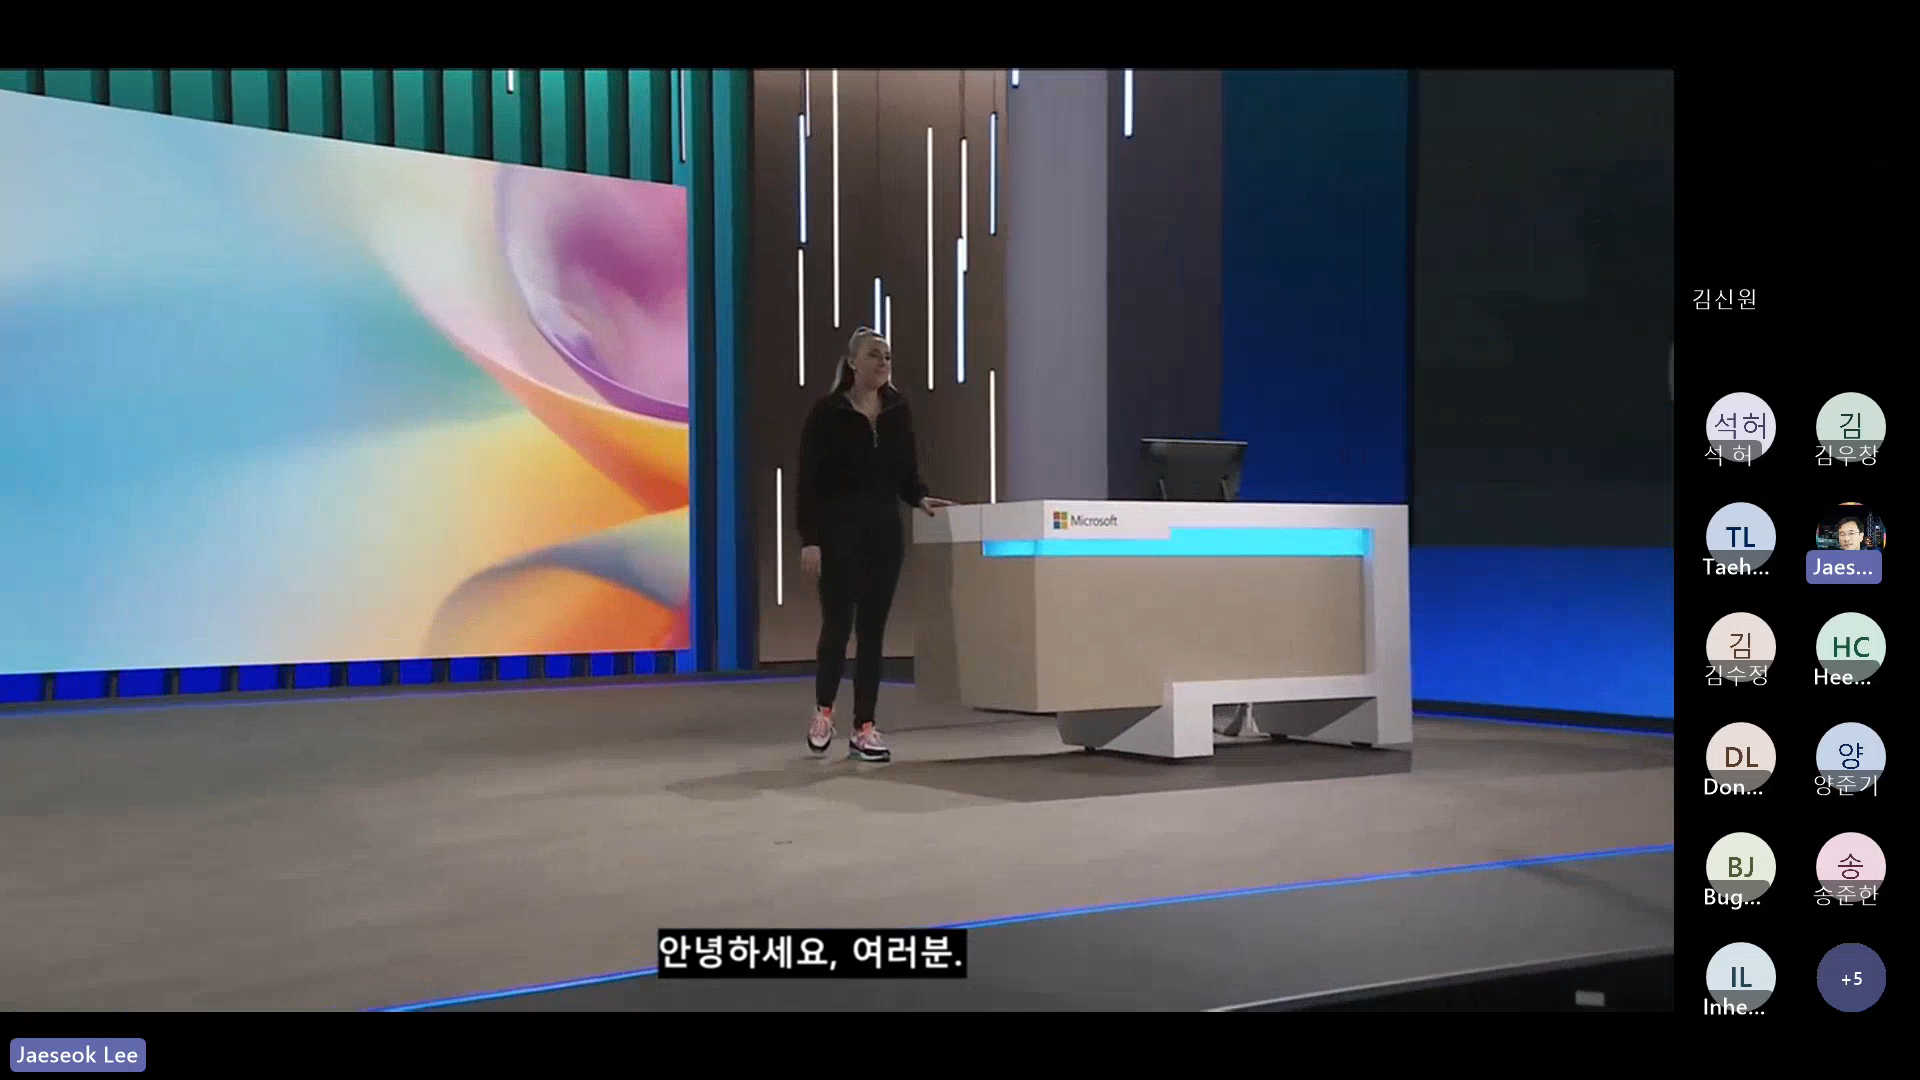 Microsoft
안녕하세요, 여러분.
Jaeseok Lee
김신원
석허
석 허
김
김우창
TL
Taeh...
Jaes...
김
김수정
HC
Hee...
DL
Don...
양
양준기
BJ
Bug...
송
송준한
IL
Inhe...
+5